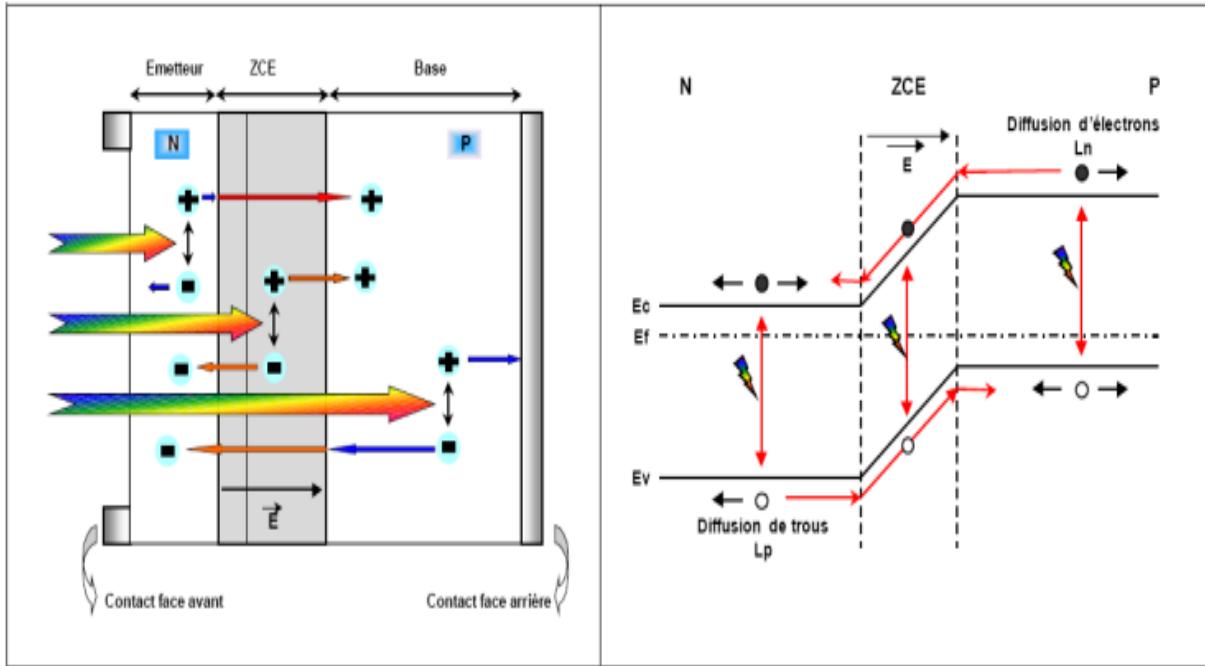 Emetteur ZCE Base
N P
E
Contact face avant Contact face arrière
N ZCE P
E
Diffusion d'électrons
Ln
Ec
Ef
Ev
Diffusion de trous
Lp